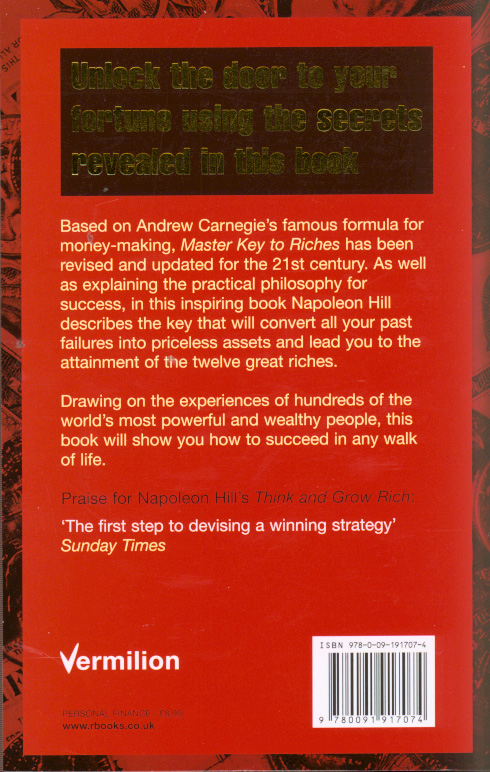 THIS
FOR AL
Unlock the door to your
fortune using the secrets
revealed in this book
Based on Andrew Carnegie's famous formula for
money-making, Master Key to Riches has been
revised and updated for the 21st century. As well
as explaining the practical philosophy for
success, in this inspiring book Napoleon Hill
describes the key that will convert all your past
failures into priceless assets and lead you to the
attainment of the twelve great riches.
Drawing on the experiences of hundreds of the
world's most powerful and wealthy people, this
book will show you how to succeed in any walk
of life.
Praise for Napoleon Hill's Think and Grow Rich:
'The first step to devising a winning strategy'
Sunday Times
Vermilion
PERSONAL FINANCE
www.rbooks.co.uk
ISBN 978-0-09-191707-4
9 780091 917074